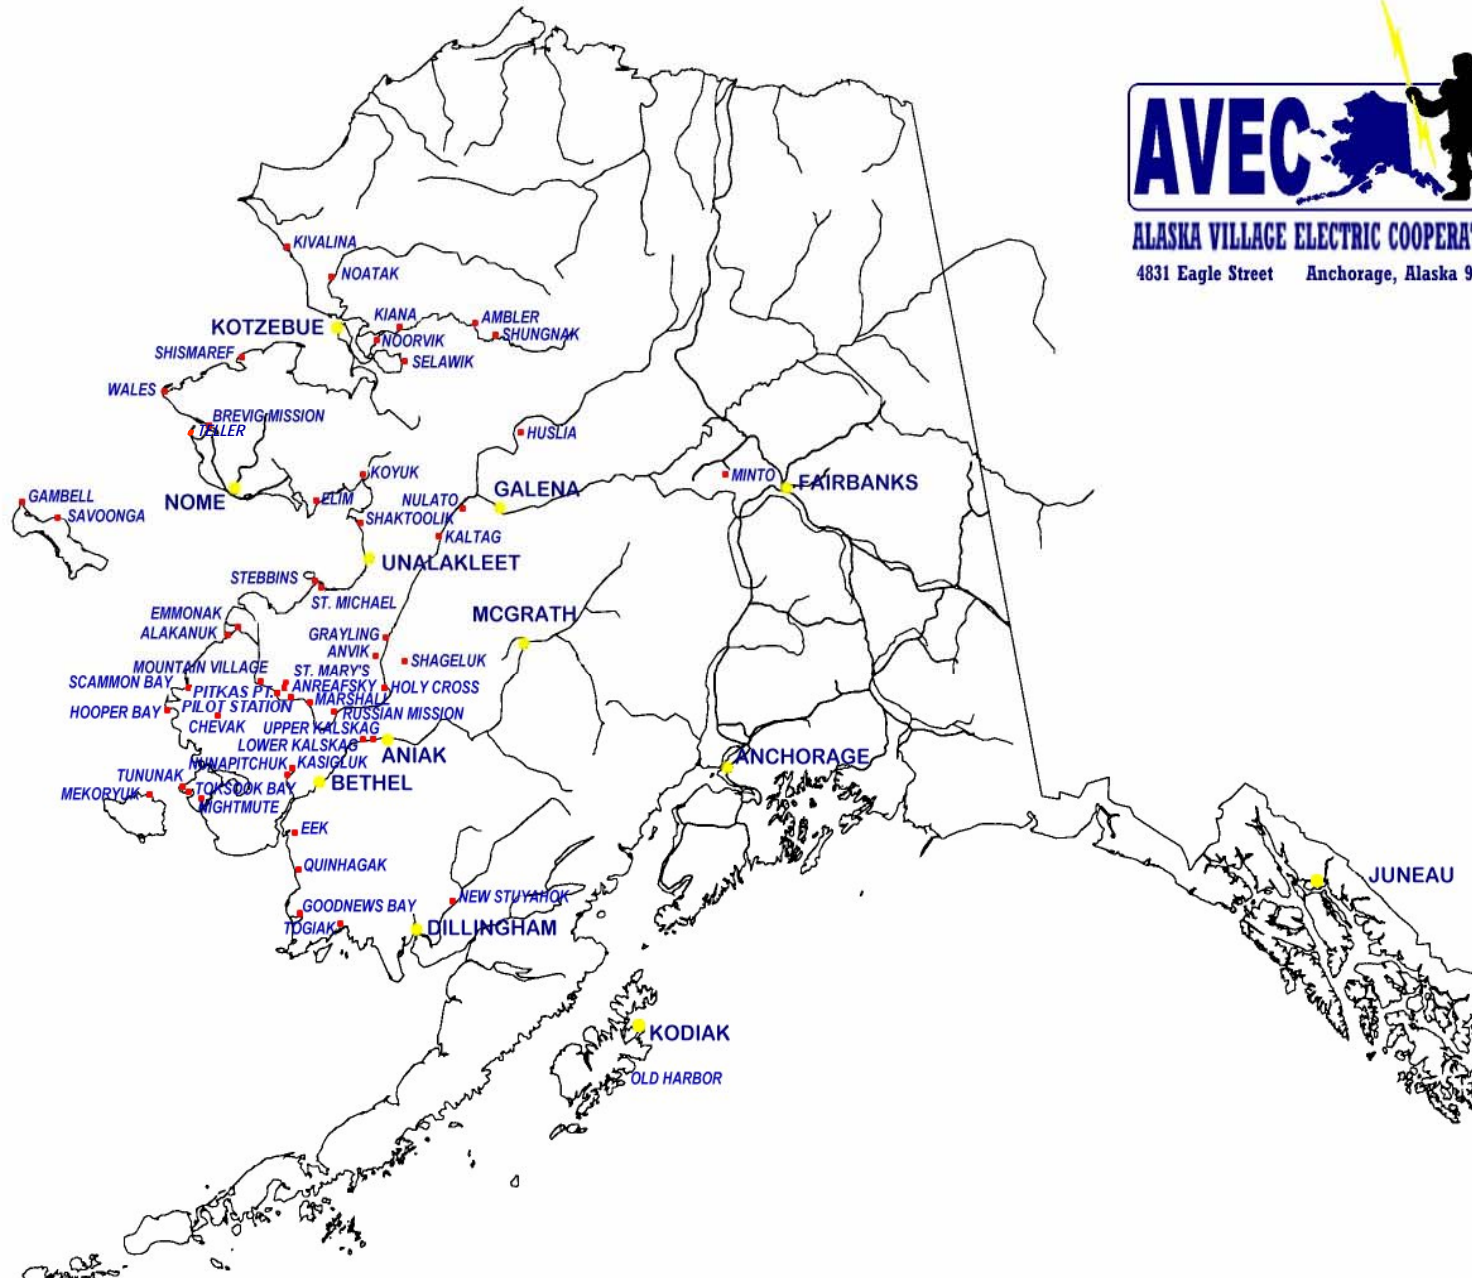 AVEC
ALASKA VILLAGE ELECTRIC COOPERAT
4831 Eagle Street Anchorage, Alaska 9
KIVALINA
NOATAK
KIANA
AMBLER
KOTZEBUE
NOORVIK
SHUNGNAK
SHISMAREF
SELAWIK
WALES
BREVIG MISSION
TELLER
HUSLIA
KOYUK
MINTO
FAIRBANKS
GALENA
NOME
ELIM
NULATO
GAMBELL
SAVOONGA
SHAKTOOLIK
KALTAG
UNALAKLEET
STEBBINS
ST. MICHAEL
EMMONAK
ALAKANUK
MCGRATH
GRAYLING
ANVIK
SHAGELUK
MOUNTAIN VILLAGE
ST. MARY'S
SCAMMON BAY
PITKAS PT.
ANREAFSKY
HOLY CROSS
PILOT STATION
MARSHALL
HOOPER BAY
RUSSIAN MISSION
CHEVAK
UPPER KALSKAG
LOWER KALSKAG
ANIAK
ANCHORAGE
NUNAPITCHUK
KASIGLUK
TUNUNAK
BETHEL
MEKORYUK
TOKSOOK BAY
NIGHTMUTE
EEK
QUINHAGAK
JUNEAU
NEW STUYAHOK
GOODNEWS BAY
TOGIAK
DILLINGHAM
KODIAK
OLD HARBOR